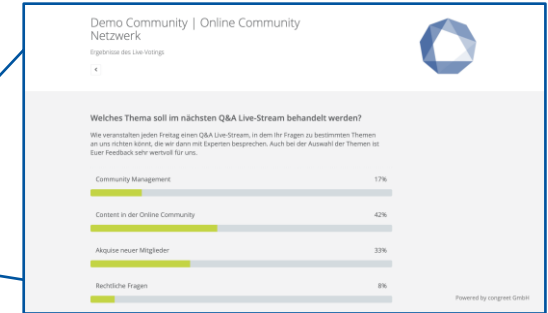 Demo Community | Online Community
Netzwerk
Ergebnisse des Live-Votings
Welches Thema soll im nächsten Q&A Live-Stream behandelt werden?
Wie veranstalten jeden Freitag einen Q&A Live-Stream, in dem Ihr Fragen zu bestimmten Themen
an uns richten könnt, die wir dann mit Experten besprechen. Auch bei der Auswahl der Themen ist
Euer Feedback sehr wertvoll für uns.
Community Management 17%
Content in der Online Community 42%
Akquise neuer Mitglieder 33%
Rechtliche Fragen 8%
Powered by congreet GmbH